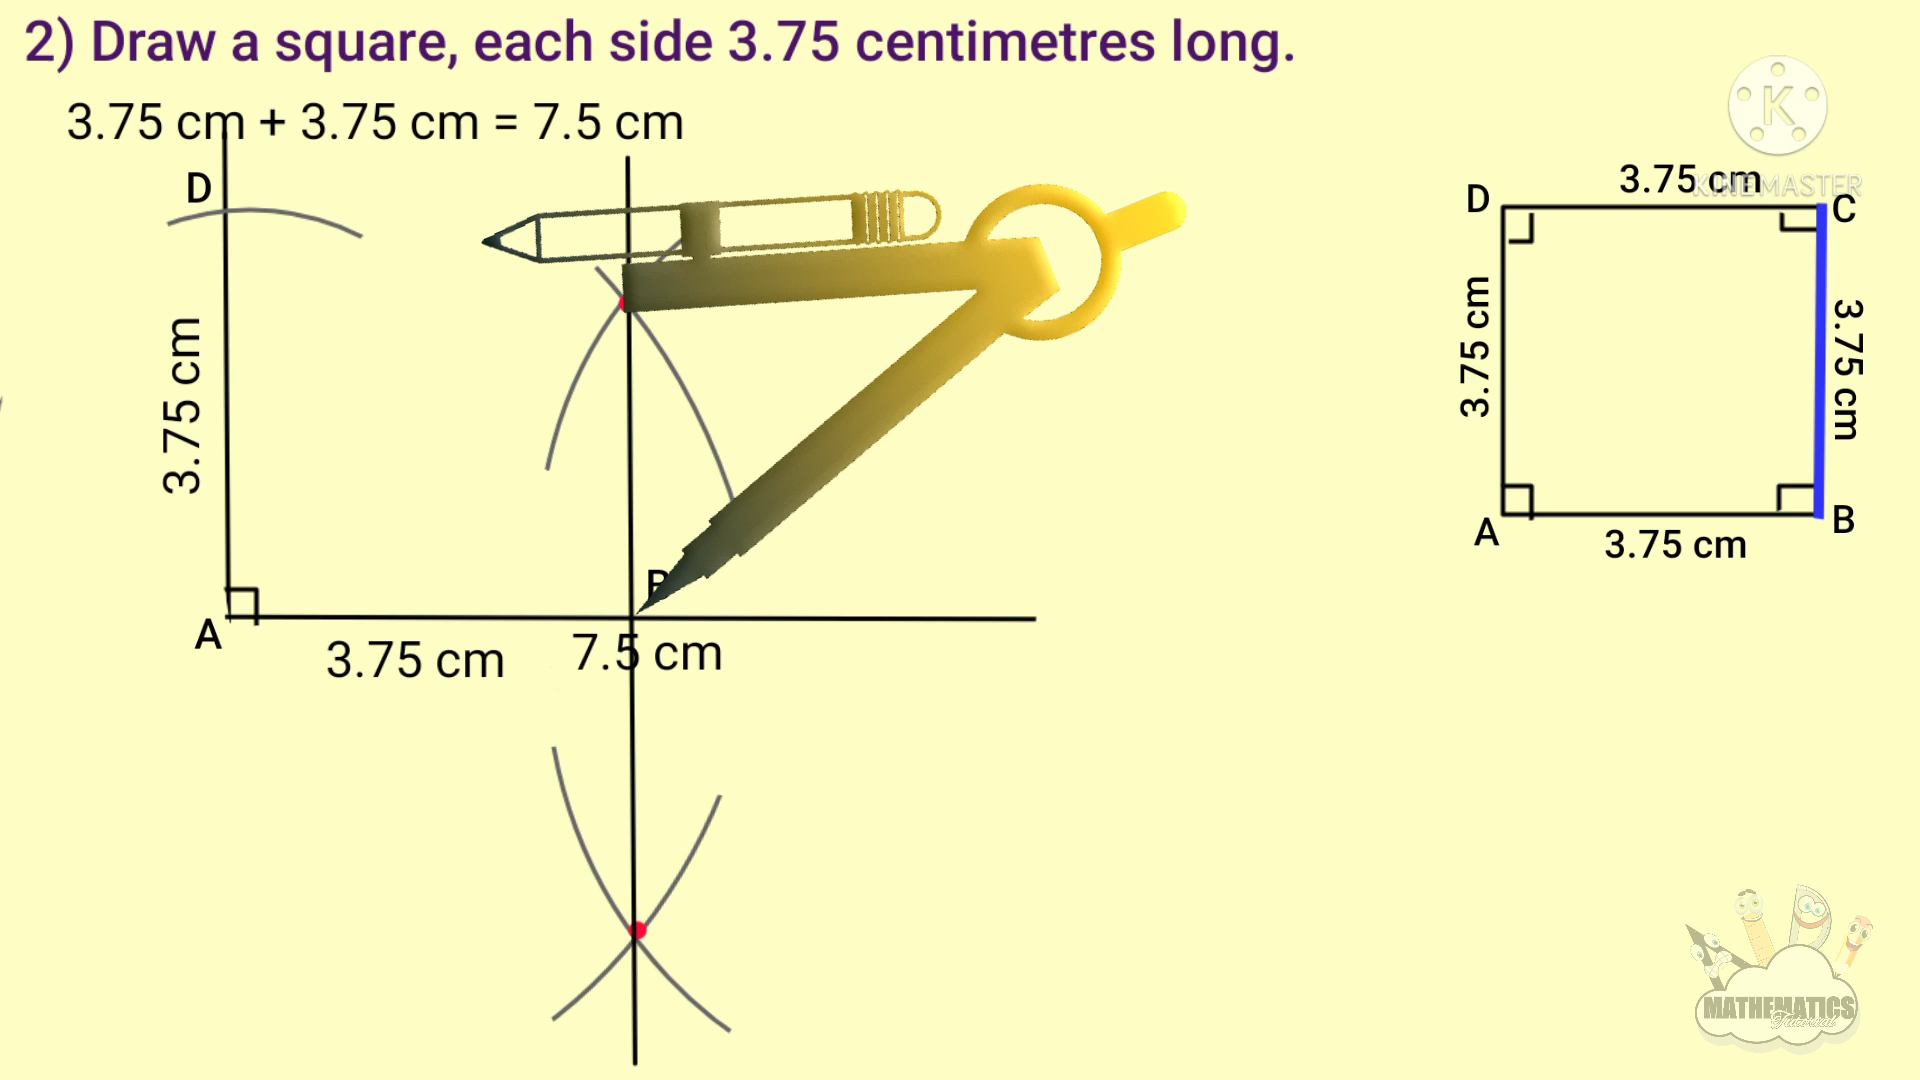 2) Draw a square, each side 3.75 centimetres long.
3.75 cm + 3.75 cm = 7.5 cm
KINEMASTER
D
3.75 cm
A
3.75 cm
7.5 cm
B
3.75 cm
D
C
3.75 cm
3.75 cm
A
B
3.75 cm
MATHEMATICS
Tutorial